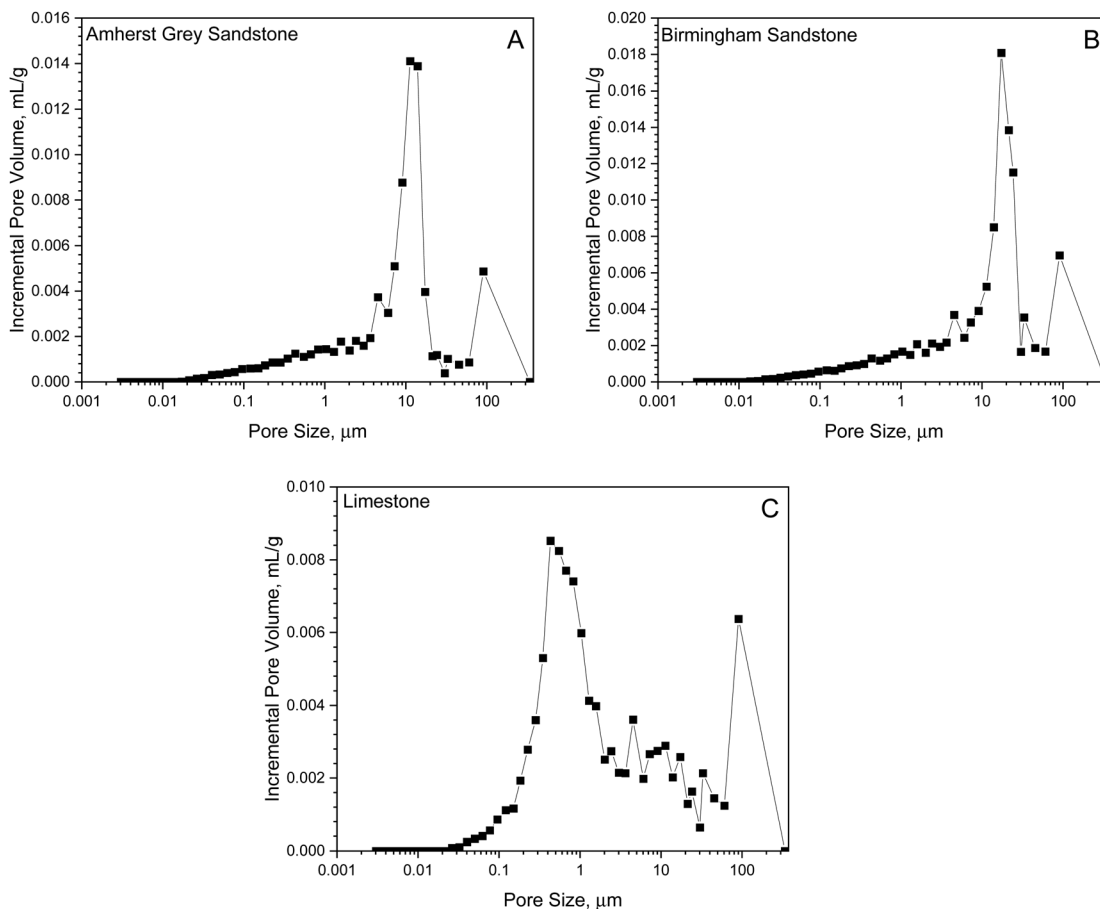 Amherst Grey Sandstone
A
Incremental Pore Volume, mL/g
0.016
0.014
0.012
0.010
0.008
0.006
0.004
0.002
0.000
0.001 0.01 0.1 1 10 100
Pore Size, μm
Birmingham Sandstone
B
Incremental Pore Volume, mL/g
0.020
0.018
0.016
0.014
0.012
0.010
0.008
0.006
0.004
0.002
0.000
0.001 0.01 0.1 1 10 100
Pore Size, μm
Limestone
C
Incremental Pore Volume, mL/g
0.010
0.008
0.006
0.004
0.002
0.000
0.001 0.01 0.1 1 10 100
Pore Size, μm